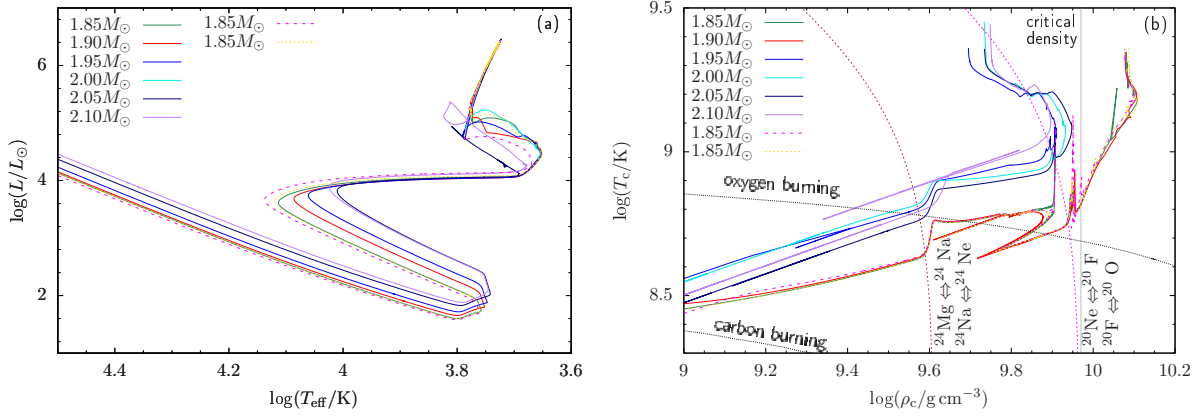 (a)
1.85M⊙
1.90M⊙
1.95M⊙
2.00M⊙
2.05M⊙
2.10M⊙
1.85M⊙
1.85M⊙
6
4
2
log(L/L⊙)
4.4 4.2 4 3.8 3.6
log(Teff/K)
(b)
1.85M⊙
1.90M⊙
1.95M⊙
2.00M⊙
2.05M⊙
2.10M⊙
1.85M⊙
1.85M⊙
critical
density
oxygen burning
carbon burning
²⁴Mg⇔²⁴Na
²⁴Na⇔²⁴Ne
²⁰Ne⇔²⁰F
²⁰F⇔²⁰O
9.5
9
8.5
log(Tc/K)
9 9.2 9.4 9.6 9.8 10 10.2
log(ρc/g cm⁻³)